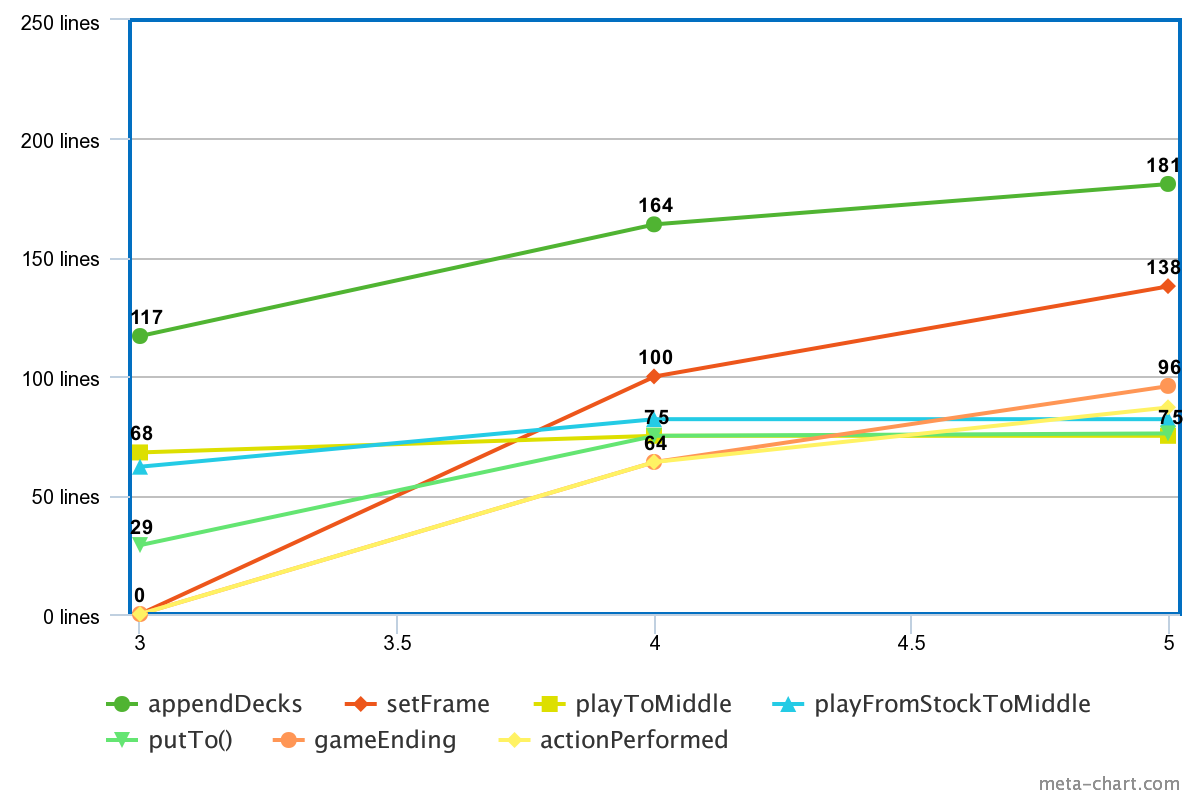 250 lines
200 lines
150 lines
100 lines
50 lines
0 lines
117
164
181
138
100
96
68
75
75
64
29
0
3 3.5 4 4.5 5
appendDecks setFrame playToMiddle playFromStockToMiddle
putTo() gameEnding actionPerformed
meta-chart.com